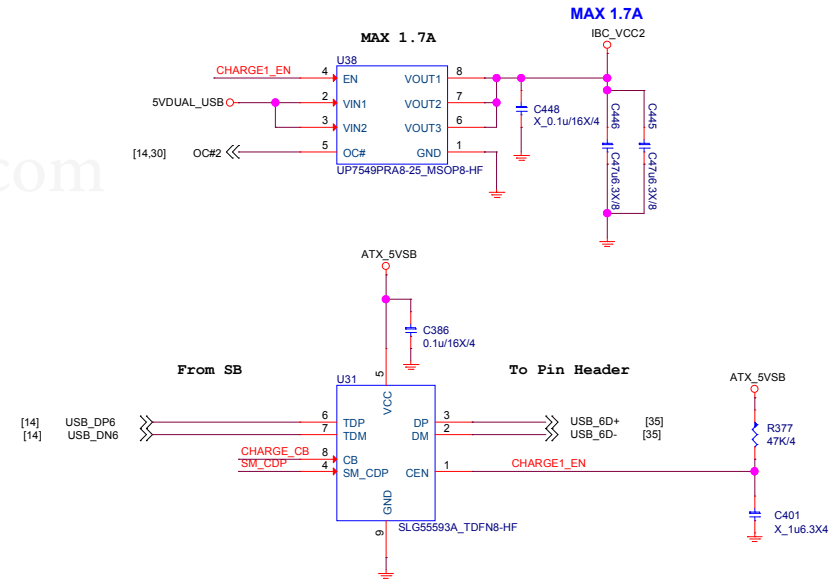 MAX 1.7A
MAX 1.7A
IBC_VCC2
U38
CHARGE1_EN
4 EN VOUT1 8
5VDUAL_USB
2 VIN1 VOUT2 7
3 VIN2 VOUT3 6
[14,30] OC#2 5 OC# GND 1
UP7549PRA8-25_MSOP8-HF
C448
X_0.1u/16X/4
C446
C47u6.3X/8
C445
C47u6.3X/8
com
ATX_5VSB
C386
0.1u/16X/4
From SB
To Pin Header
ATX_5VSB
U31
5
VCC
[14] USB_DP6 6 TDP DP 3 USB_6D+ [35]
[14] USB_DN6 7 TDM DM 2 USB_6D- [35]
CHARGE_CB 8 CB
SM_CDP 4 SM_CDP CEN 1 CHARGE1_EN
GND
9
SLG55593A_TDFN8-HF
R377
47K/4
C401
X_1u6.3X4